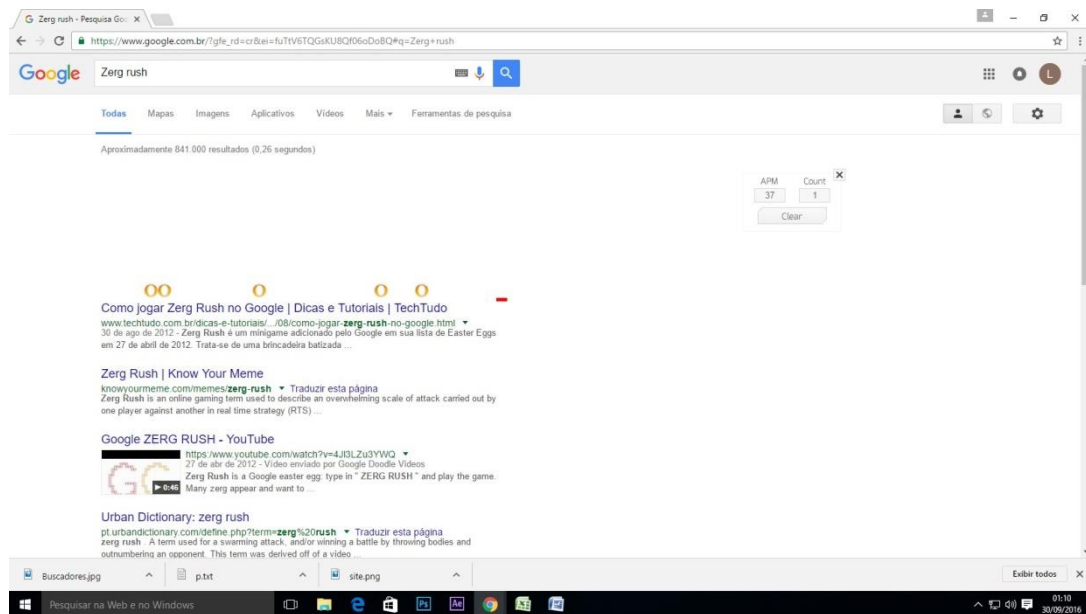 G Zerg rush - Pesquisa Go
https://www.google.com.br/?gfe_rd=cr&ei=fuTtV6TQGsKU8Qf06oDoBQ#q=Zerg+rush
Google Zerg rush L
Todas Mapas Imagens Aplicativos Vídeos Mais Ferramentas de pesquisa
Aproximadamente 841.000 resultados (0,26 segundos)
APM Count
37 1
Clear
Como jogar Zerg Rush no Google | Dicas e Tutoriais | TechTudo
www.techtudo.com.br/dicas-e-tutoriais/.../08/como-jogar-zerg-rush-no-google.html
30 de ago de 2012 - Zerg Rush é um minigame adicionado pelo Google em sua lista de Easter Eggs
em 27 de abril de 2012. Trata-se de uma brincadeira batizada ...
Zerg Rush | Know Your Meme
knowyourmeme.com/memes/zerg-rush Traduzir esta página
Zerg Rush is an online gaming term used to describe an overwhelming scale of attack carried out by
one player against another in real time strategy (RTS) ...
Google ZERG RUSH - YouTube
https:/www.youtube.com/watch?v=4JI3LZu3YWQ
27 de abr de 2012 - Vídeo enviado por Google Doodle Videos
Zerg Rush is a Google easter egg. type in " ZERG RUSH " and play the game.
0:46 Many zerg appear and want to ...
Urban Dictionary: zerg rush
pt.urbandictionary.com/define.php?term=zerg%20rush Traduzir esta página
zerg rush . A term used for a swarming attack, and/or winning a battle by throwing bodies and
outnumbering an opponent. This term was derived off of a video ...
Buscadores.jpg p.txt site.png Exibir todos
Pesquisar na Web e no Windows Ps Ae 01:10
30/09/2016